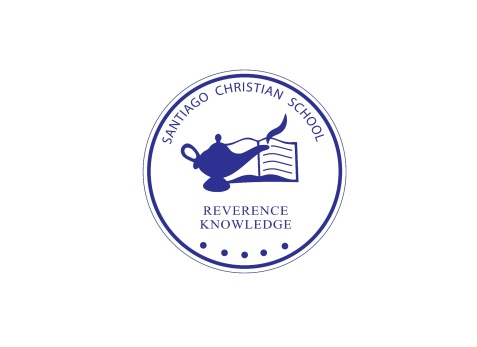 SANTIAGO CHRISTIAN SCHOOL
REVERENCE
KNOWLEDGE